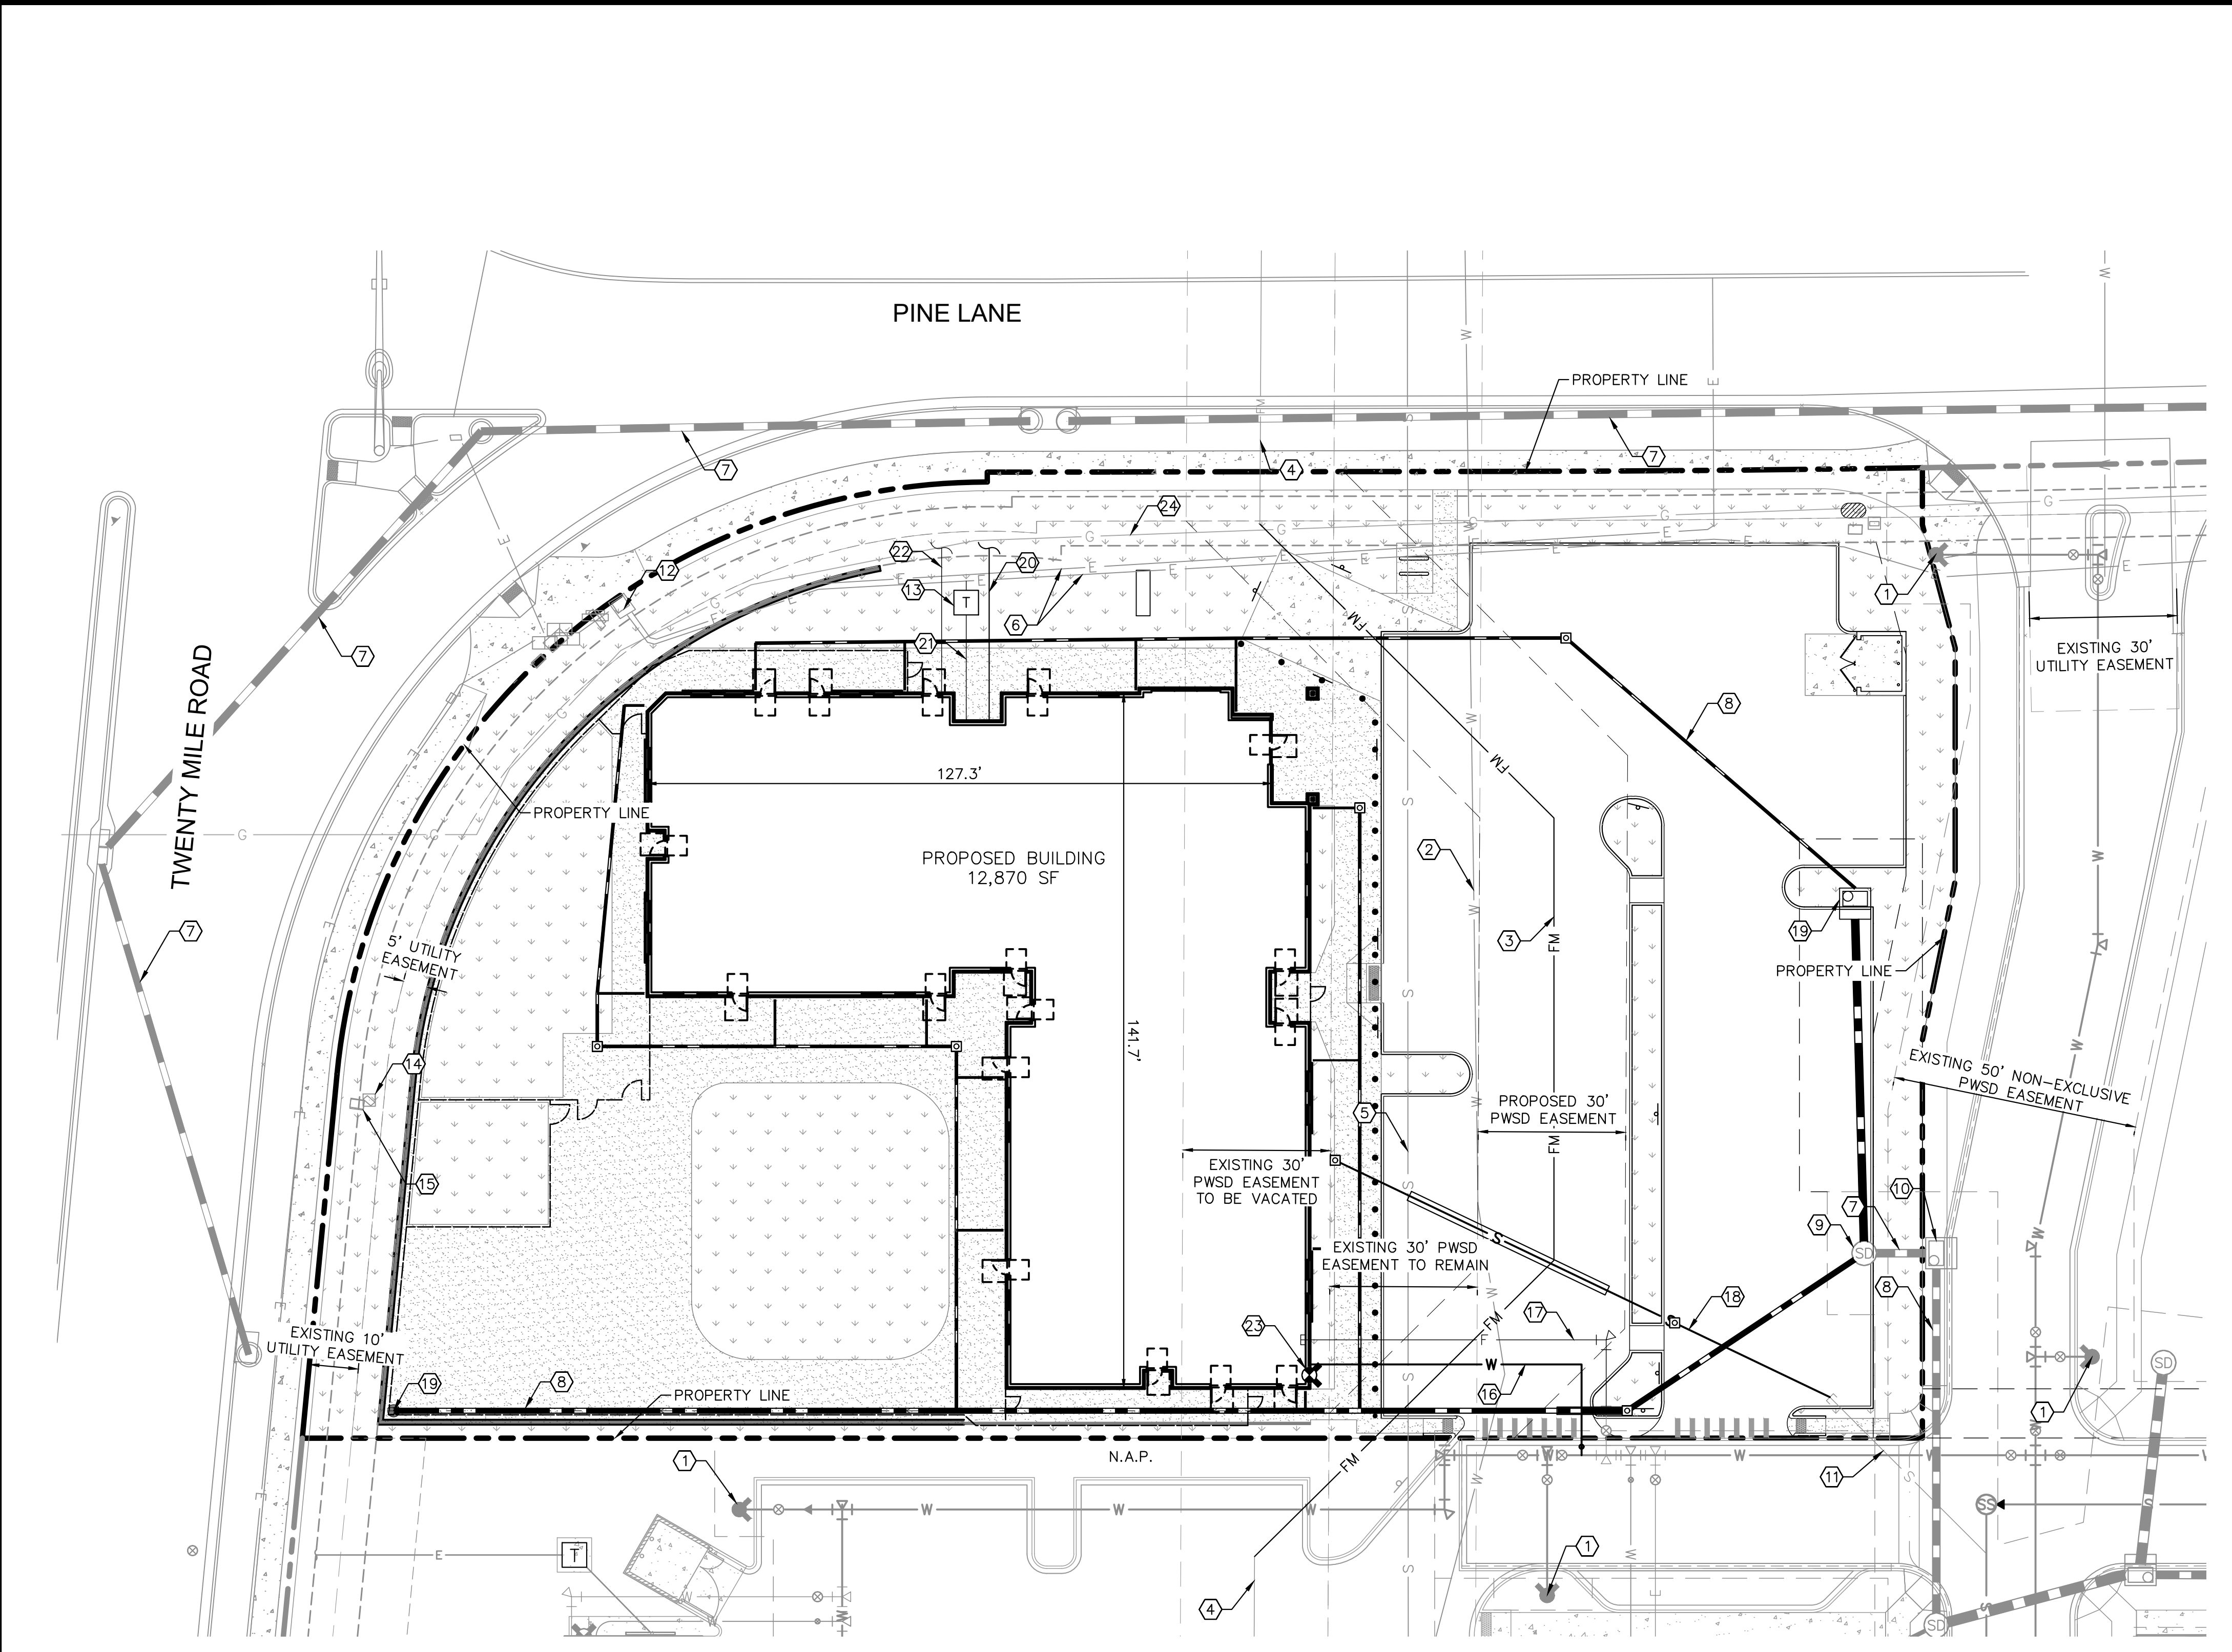 PINE LANE
PROPERTY LINE
E
W
W
W
FM
S
7
7
4
24
G
G
G
G
12
22
20
13
T
6
21
1
E
E
E
E
E
EXISTING 30'
UTILITY EASEMENT
7
TWENTY MILE ROAD
FM
FM
8
127.3'
PROPERTY LINE
G
G
PROPOSED BUILDING
12,870 SF
2
S
W
W
3
FM
19
7
5' UTILITY
EASEMENT
PROPERTY LINE
W
141.7'
14
15
EXISTING 50' NON-EXCLUSIVE
PWSD EASEMENT
PROPOSED 30'
PWSD EASEMENT
5
FM
EXISTING 30'
PWSD EASEMENT
TO BE VACATED
S
10
7
9
SD
EXISTING 30' PWSD
EASEMENT TO REMAIN
8
18
17
23
F
FM
W
16
EXISTING 10'
UTILITY EASEMENT
19
8
PROPERTY LINE
SD
1
N.A.P.
1
FM
W
W
11
W
W
W
SS
S
E
T
1
4
S
SD